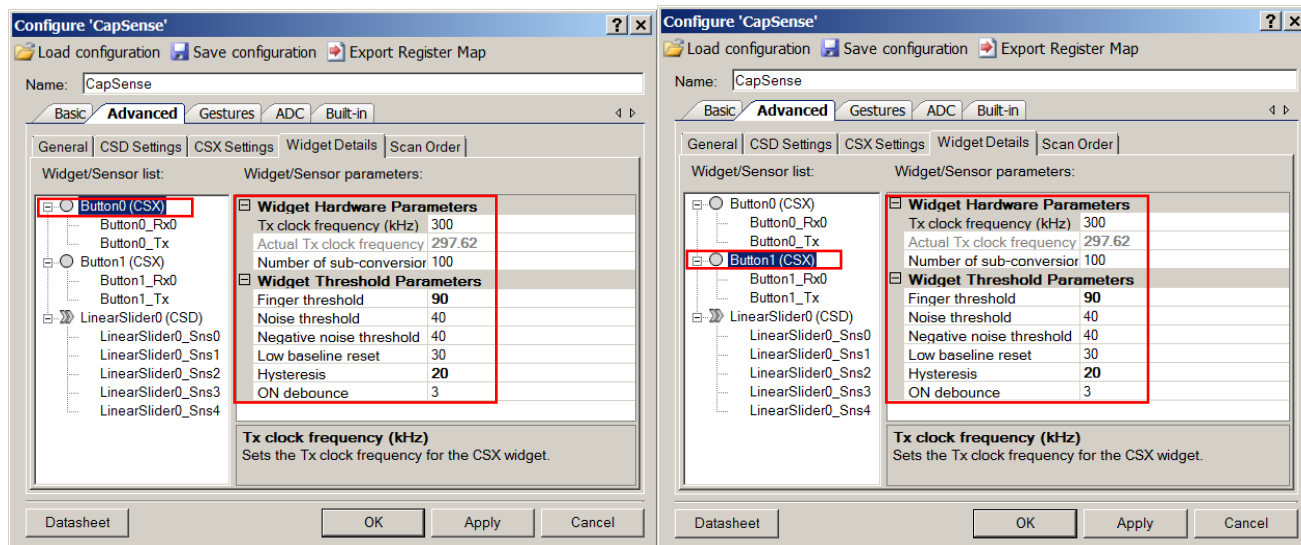 Configure 'CapSense'
Load configuration Save configuration Export Register Map
Name: CapSense
Basic Advanced Gestures ADC Built-in
General CSD Settings CSX Settings Widget Details Scan Order
Widget/Sensor list: Widget/Sensor parameters:
Button0 (CSX)
Button0_Rx0
Button0_Tx
Button1 (CSX)
Button1_Rx0
Button1_Tx
LinearSlider0 (CSD)
LinearSlider0_Sns0
LinearSlider0_Sns1
LinearSlider0_Sns2
LinearSlider0_Sns3
LinearSlider0_Sns4
Widget Hardware Parameters
Tx clock frequency (kHz) 300
Actual Tx clock frequency 297.62
Number of sub-conversior 100
Widget Threshold Parameters
Finger threshold 90
Noise threshold 40
Negative noise threshold 40
Low baseline reset 30
Hysteresis 20
ON debounce 3
Tx clock frequency (kHz)
Sets the Tx clock frequency for the CSX widget.
Datasheet OK Apply Cancel
Configure 'CapSense'
Load configuration Save configuration Export Register Map
Name: CapSense
Basic Advanced Gestures ADC Built-in
General CSD Settings CSX Settings Widget Details Scan Order
Widget/Sensor list: Widget/Sensor parameters:
Button0 (CSX)
Button0_Rx0
Button0_Tx
Button1 (CSX)
Button1_Rx0
Button1_Tx
LinearSlider0 (CSD)
LinearSlider0_Sns0
LinearSlider0_Sns1
LinearSlider0_Sns2
LinearSlider0_Sns3
LinearSlider0_Sns4
Widget Hardware Parameters
Tx clock frequency (kHz) 300
Actual Tx clock frequency 297.62
Number of sub-conversior 100
Widget Threshold Parameters
Finger threshold 90
Noise threshold 40
Negative noise threshold 40
Low baseline reset 30
Hysteresis 20
ON debounce 3
Tx clock frequency (kHz)
Sets the Tx clock frequency for the CSX widget.
Datasheet OK Apply Cancel